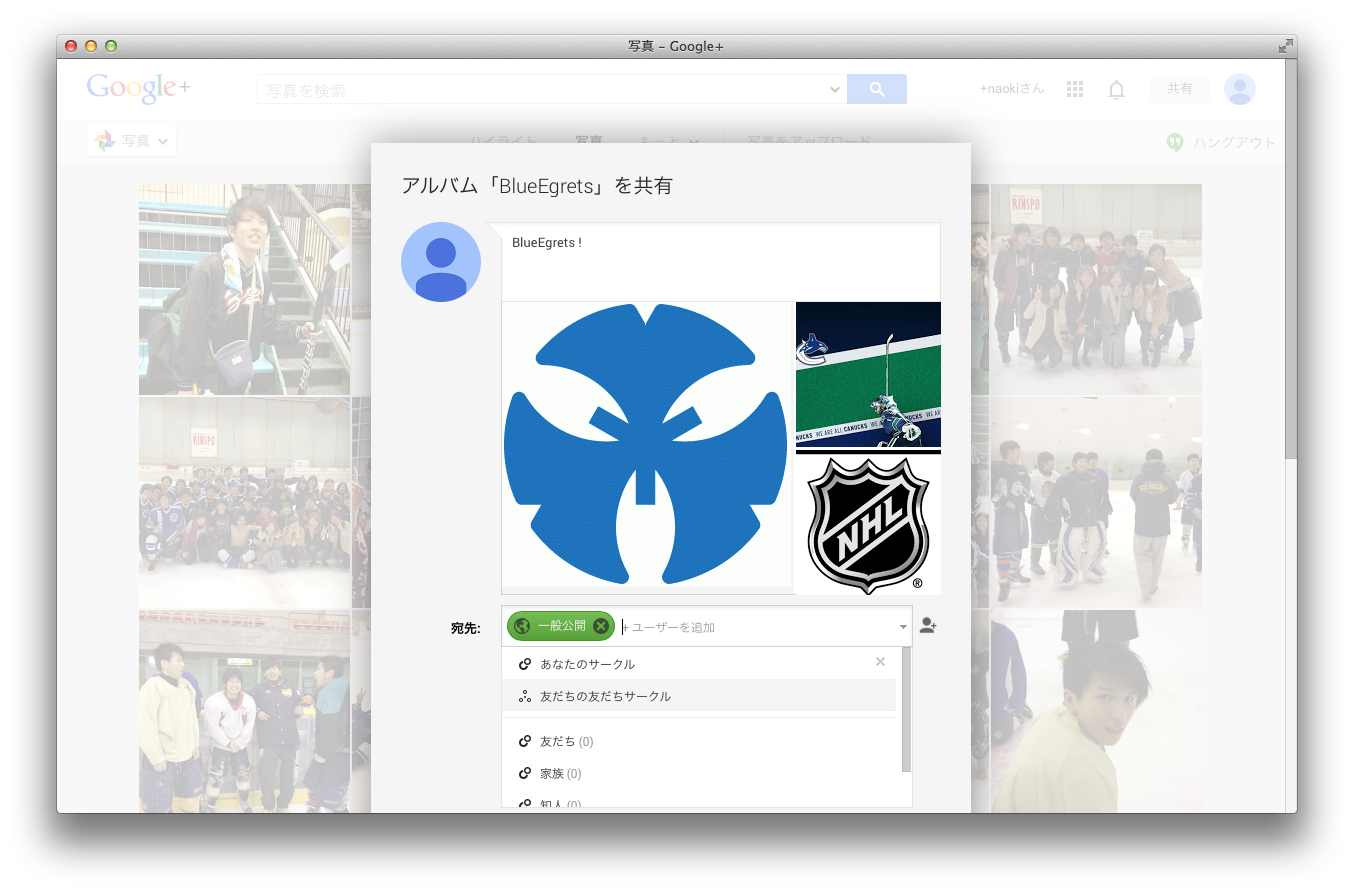 写真 – Google+
Google+
写真を検索
+naokiさん
共有
写真
ハイライト 写真 もっと 写真をアップロード
ハングアウト
アルバム「BlueEgrets」を共有
BlueEgrets !
RINSPO
RINSPO
WE ARE ALL CANUCKS
NHL
®
宛先:
一般公開
+ ユーザーを追加
あなたのサークル
友だちの友だちサークル
友だち (0)
家族 (0)
知人 (0)